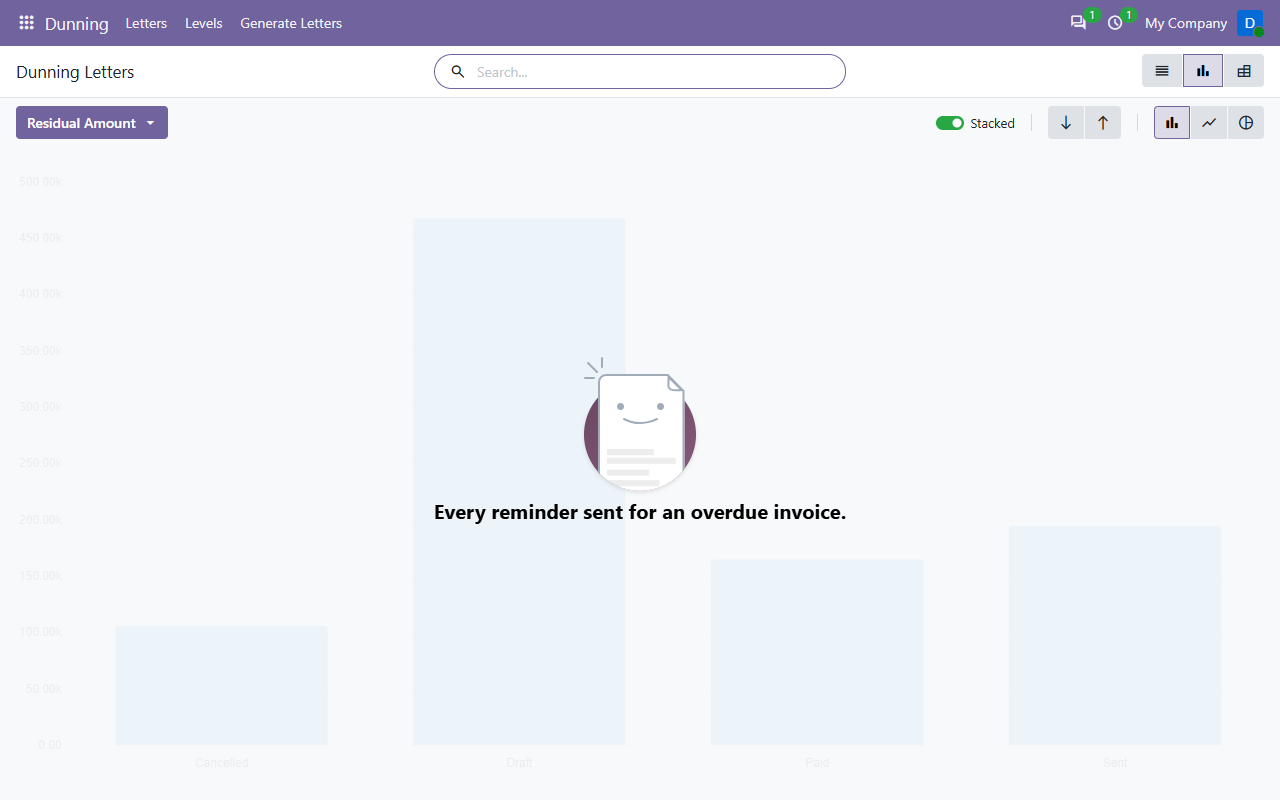 Dunning
Letters
Levels
Generate Letters
1
1
My Company
D
Dunning Letters
Search...
Residual Amount
Stacked
500.00k
450.00k
400.00k
350.00k
300.00k
250.00k
200.00k
150.00k
100.00k
50.00k
0.00
Every reminder sent for an overdue invoice.
Cancelled
Draft
Paid
Sent